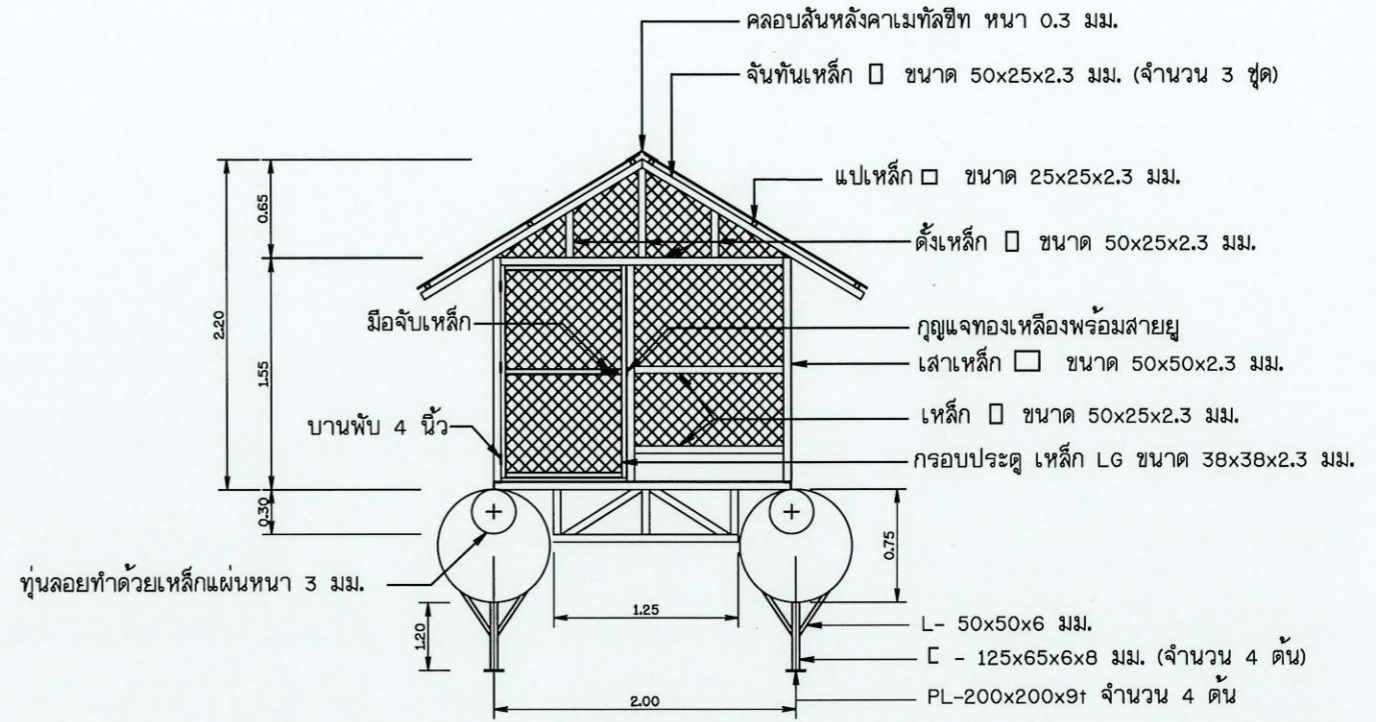 คลอบสันหลังคาเมทัลชีท หนา 0.3 มม.
จันทันเหล็ก ขนาด 50x25x2.3 มม. (จำนวน 3 ชุด)
แปเหล็ก ขนาด 25x25x2.3 มม.
ดั้งเหล็ก ขนาด 50x25x2.3 มม.
0.65
2.20
1.55
มือจับเหล็ก
กุญแจทองเหลืองพร้อมสายยู
เสาเหล็ก ขนาด 50x50x2.3 มม.
เหล็ก ขนาด 50x25x2.3 มม.
บานพับ 4 นิ้ว
กรอบประตู เหล็ก LG ขนาด 38x38x2.3 มม.
0.30
0.75
ทุ่นลอยทำด้วยเหล็กแผ่นหนา 3 มม.
1.25
1.20
L- 50x50x6 มม.
[ - 125x65x6x8 มม. (จำนวน 4 ต้น)
PL-200x200x9t จำนวน 4 ต้น
2.00